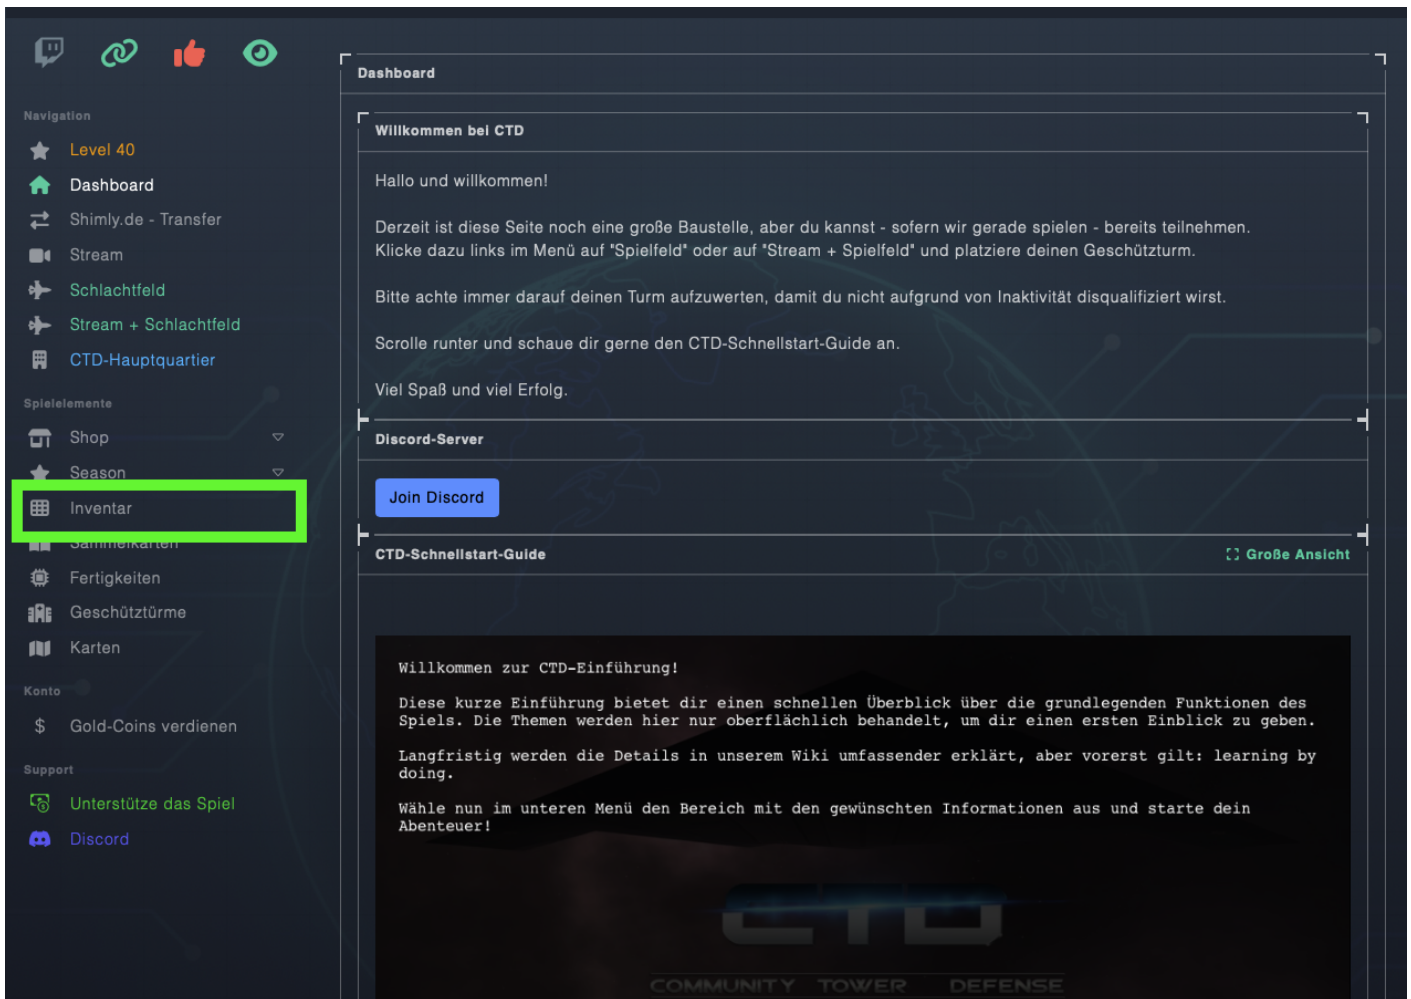 Navigation
Level 40
Dashboard
Shimly.de - Transfer
Stream
Schlachtfeld
Stream + Schlachtfeld
CTD-Hauptquartier
Spielelemente
Shop
Season
Inventar
Sammelkarten
Fertigkeiten
Geschütztürme
Karten
Konto
$ Gold-Coins verdienen
Support
Unterstütze das Spiel
Discord
Dashboard
Willkommen bei CTD
Hallo und willkommen!
Derzeit ist diese Seite noch eine große Baustelle, aber du kannst - sofern wir gerade spielen - bereits teilnehmen.
Klicke dazu links im Menü auf "Spielfeld" oder auf "Stream + Spielfeld" und platziere deinen Geschützturm.
Bitte achte immer darauf deinen Turm aufzuwerten, damit du nicht aufgrund von Inaktivität disqualifiziert wirst.
Scrolle runter und schaue dir gerne den CTD-Schnellstart-Guide an.
Viel Spaß und viel Erfolg.
Discord-Server
Join Discord
CTD-Schnellstart-Guide
Große Ansicht
Willkommen zur CTD-Einführung!
Diese kurze Einführung bietet dir einen schnellen Überblick über die grundlegenden Funktionen des
Spiels. Die Themen werden hier nur oberflächlich behandelt, um dir einen ersten Einblick zu geben.
Langfristig werden die Details in unserem Wiki umfassender erklärt, aber vorerst gilt: learning by
doing.
Wähle nun im unteren Menü den Bereich mit den gewünschten Informationen aus und starte dein
Abenteuer!
CTD
COMMUNITY TOWER DEFENSE